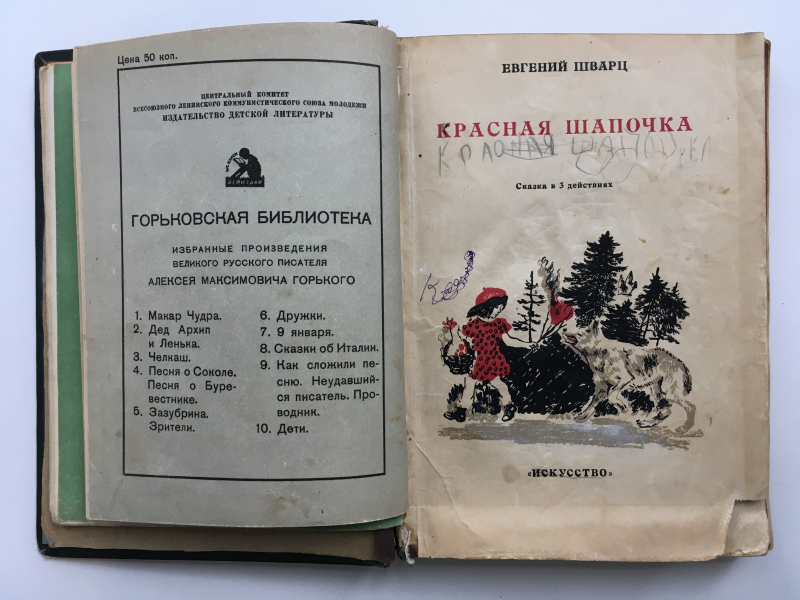 Цена 50 коп.
ЦЕНТРАЛЬНЫЙ КОМИТЕТ
ВСЕСОЮЗНОГО ЛЕНИНСКОГО КОММУНИСТИЧЕСКОГО СОЮЗА МОЛОДЕЖИ
ИЗДАТЕЛЬСТВО ДЕТСКОЙ ЛИТЕРАТУРЫ
ГОРЬКОВСКАЯ БИБЛИОТЕКА
ИЗБРАННЫЕ ПРОИЗВЕДЕНИЯ
ВЕЛИКОГО РУССКОГО ПИСАТЕЛЯ
АЛЕКСЕЯ МАКСИМОВИЧА ГОРЬКОГО
1. Макар Чудра.
2. Дед Архип
и Ленька.
3. Челкаш.
4. Песня о Соколе.
Песня о Буре-
вестнике.
5. Зазубрина.
Зрители.
6. Дружки.
7. 9 января.
8. Сказки об Италии.
9. Как сложили пе-
сню. Неудавший-
ся писатель. Про-
водник.
10. Дети.
ЕВГЕНИЙ ШВАРЦ
КРАСНАЯ ШАПОЧКА
Сказка в 3 действиях
«ИСКУССТВО»